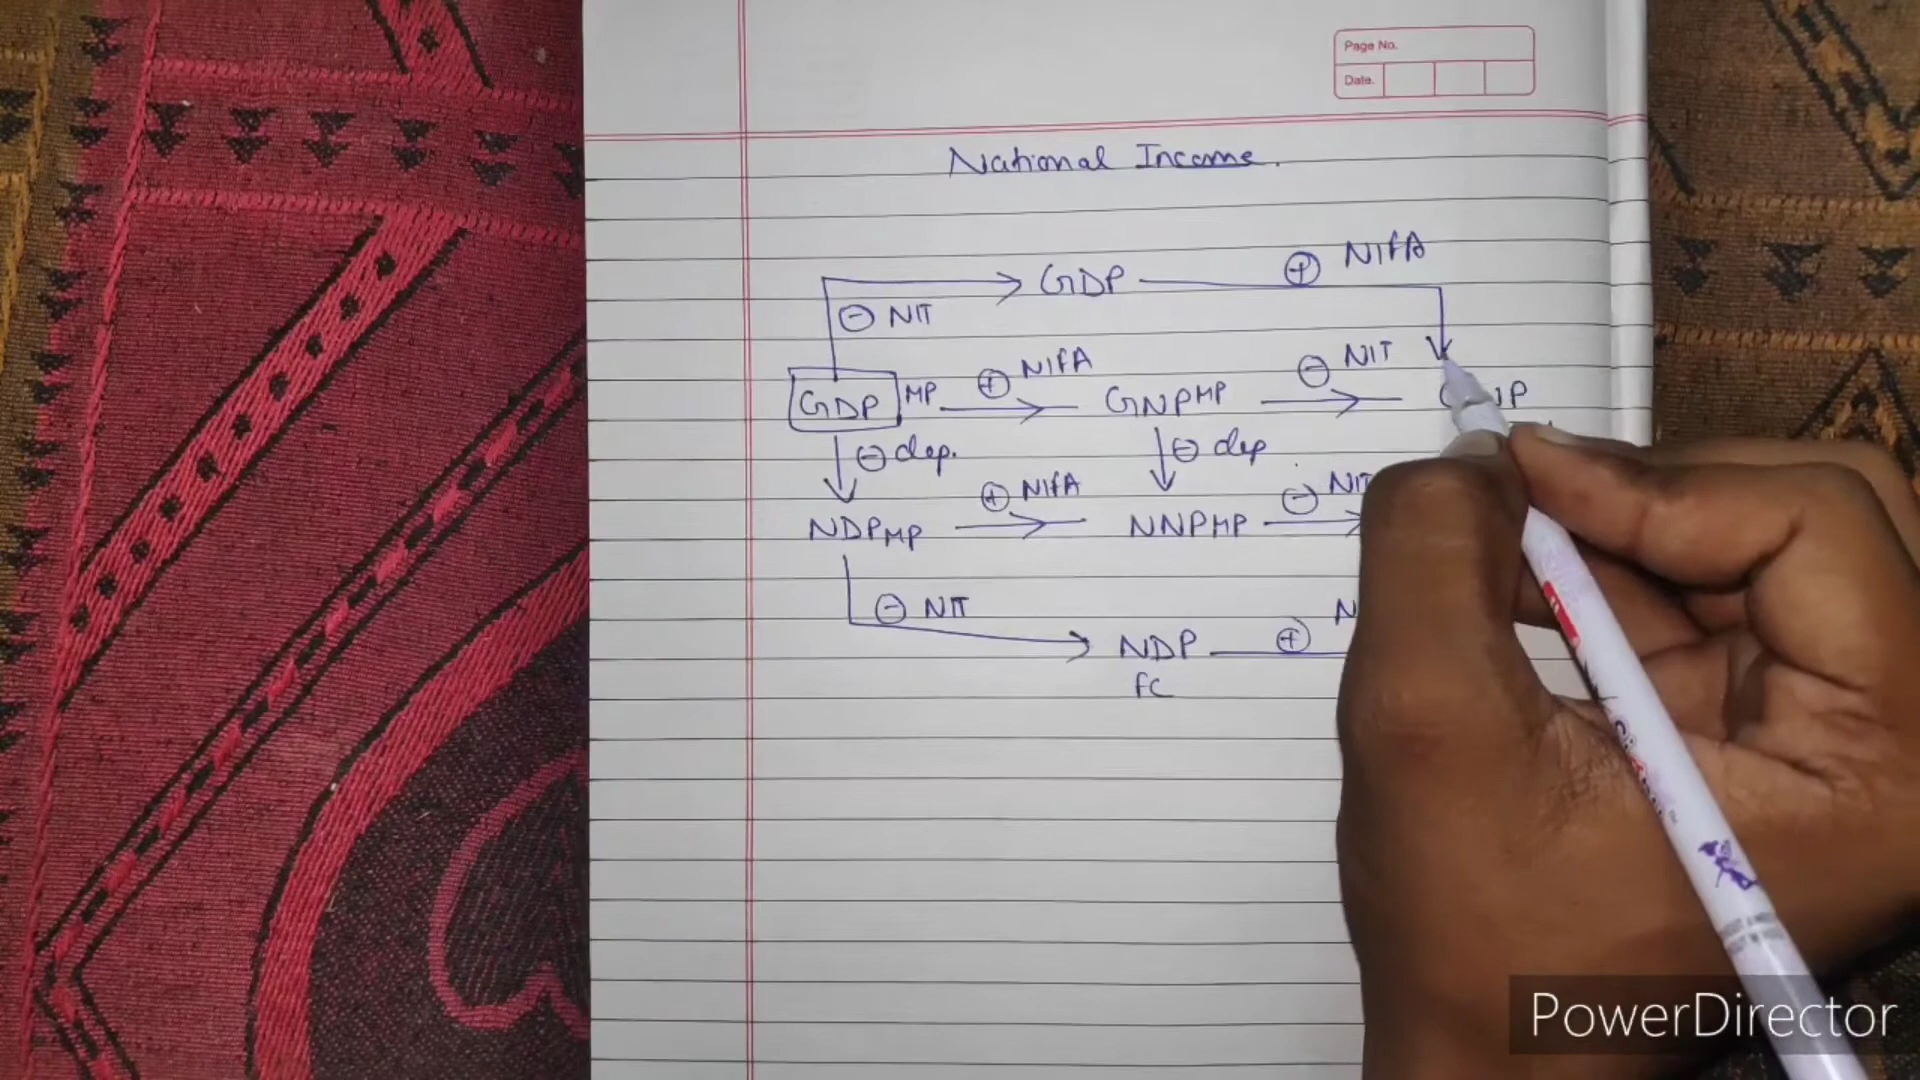 Page No.
Date.
National Income.
GDP ⊕ NIFA
⊖ NIT
GDP MP ⊕ NIFA GNPMP ⊖ NIT
⊖ dep. ⊖ dep
NDPMP ⊕ NIFA NNPMP ⊖ NIT
⊖ NIT
NDP ⊕
FC
PowerDirector